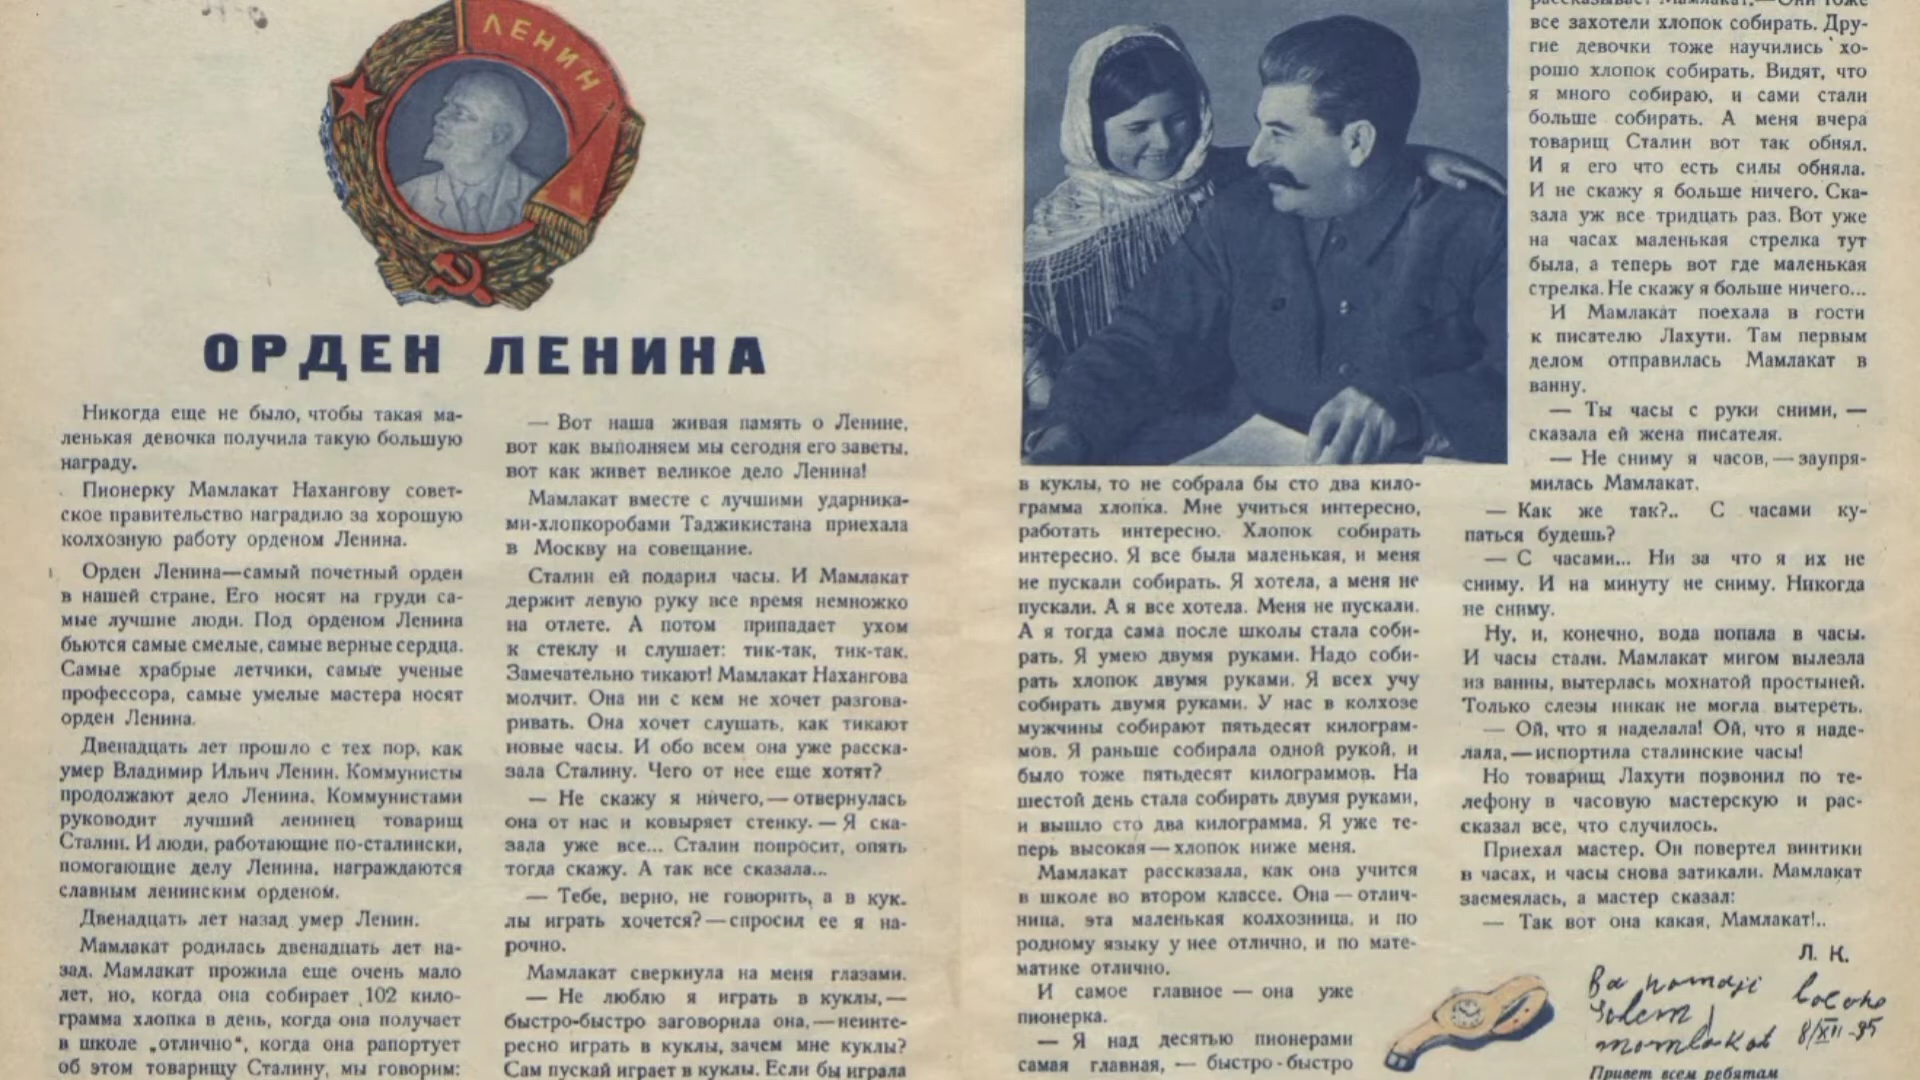 ЛЕНИН
ОРДЕН ЛЕНИНА
Никогда еще не было, чтобы такая ма-
ленькая девочка получила такую большую
награду.
Пионерку Мамлакат Нахангову совет-
ское правительство наградило за хорошую
колхозную работу орденом Ленина.
Орден Ленина—самый почетный орден
в нашей стране. Его носят на груди са-
мые лучшие люди. Под орденом Ленина
бьются самые смелые, самые верные сердца.
Самые храбрые летчики, самые ученые
профессора, самые умелые мастера носят
орден Ленина.
Двенадцать лет прошло с тех пор, как
умер Владимир Ильич Ленин. Коммунисты
продолжают дело Ленина. Коммунистами
руководит лучший ленинец товарищ
Сталин. И люди, работающие по-сталински,
помогающие делу Ленина, награждаются
славным ленинским орденом.
Двенадцать лет назад умер Ленин.
Мамлакат родилась двенадцать лет на-
зад. Мамлакат прожила еще очень мало
лет, но, когда она собирает 102 кило-
грамма хлопка в день, когда она получает
в школе „отлично“, когда она рапортует
об этом товарищу Сталину, мы говорим:
— Вот наша живая память о Ленине,
вот как выполняем мы сегодня его заветы,
вот как живет великое дело Ленина!
Мамлакат вместе с лучшими ударника-
ми-хлопкоробами Таджикистана приехала
в Москву на совещание.
Сталин ей подарил часы. И Мамлакат
держит левую руку все время немножко
на отлете. А потом припадает ухом
к стеклу и слушает: тик-так, тик-так.
Замечательно тикают! Мамлакат Нахангова
молчит. Она ни с кем не хочет разгова-
ривать. Она хочет слушать, как тикают
новые часы. И обо всем она уже расска-
зала Сталину. Чего от нее еще хотят?
— Не скажу я ничего,—отвернулась
она от нас и ковыряет стенку.—Я ска-
зала уже все... Сталин попросит, опять
тогда скажу. А так все сказала...
— Тебе, верно, не говорить, а в кук-
лы играть хочется?—спросил ее я на-
рочно.
Мамлакат сверкнула на меня глазами.
— Не люблю я играть в куклы,—
быстро-быстро заговорила она,—неинте-
ресно играть в куклы, зачем мне куклы?
Сам пускай играет в куклы. Если бы играла
в куклы, то не собрала бы сто два кило-
грамма хлопка. Мне учиться интересно,
работать интересно. Хлопок собирать
интересно. Я все была маленькая, и меня
не пускали собирать. Я хотела, а меня не
пускали. А я все хотела. Меня не пускали.
А я тогда сама после школы стала соби-
рать. Я умею двумя руками. Надо соби-
рать хлопок двумя руками. Я всех учу
собирать двумя руками. У нас в колхозе
мужчины собирают пятьдесят килограм-
мов. Я раньше собирала одной рукой, и
было тоже пятьдесят килограммов. На
шестой день стала собирать двумя руками,
и вышло сто два килограмма. Я уже те-
перь высокая—хлопок ниже меня.
Мамлакат рассказала, как она учится
в школе во втором классе. Она—отлич-
ница, эта маленькая колхозница, и по
родному языку у нее отлично, и по мате-
матике отлично.
И самое главное — она уже
пионерка.
— Я над десятью пионерами
самая главная, — быстро-быстро
рассказывает Мамлакат.—Они тоже
все захотели хлопок собирать. Дру-
гие девочки тоже научились хо-
рошо хлопок собирать. Видят, что
я много собираю, и сами стали
больше собирать. А меня вчера
товарищ Сталин вот так обнял.
И я его что есть силы обняла.
И не скажу я больше ничего. Ска-
зала уж все тридцать раз. Вот уже
на часах маленькая стрелка тут
была, а теперь вот где маленькая
стрелка. Не скажу я больше ничего...
И Мамлакат поехала в гости
к писателю Лахути. Там первым
делом отправилась Мамлакат в
ванну.
— Ты часы с руки сними, —
сказала ей жена писателя.
— Не сниму я часов,—заупря-
милась Мамлакат.
— Как же так?.. С часами ку-
паться будешь?
— С часами... Ни за что я их не
сниму. И на минуту не сниму. Никогда
не сниму.
Ну, и, конечно, вода попала в часы.
И часы стали. Мамлакат мигом вылезла
из ванны, вытерлась мохнатой простыней.
Только слезы никак не могла вытереть.
— Ой, что я наделала! Ой, что я наде-
лала,—испортила сталинские часы!
Но товарищ Лахути позвонил по те-
лефону в часовую мастерскую и рас-
сказал все, что случилось.
Приехал мастер. Он повертел винтики
в часах, и часы снова затикали. Мамлакат
засмеялась, а мастер сказал:
— Так вот она какая, Мамлакат!..
Л. К.
8/XII-35
Привет всем ребятам